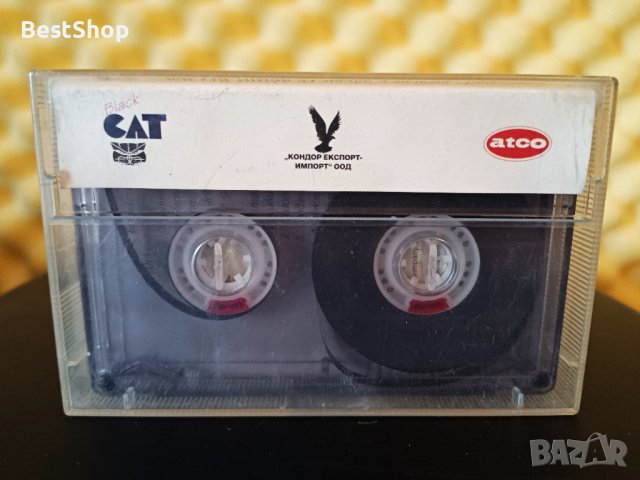 BestShop
Black
CAT
„КОНДОР ЕКСПОРТ-
ИМПОРТ“ ООД
atco
BAZAR